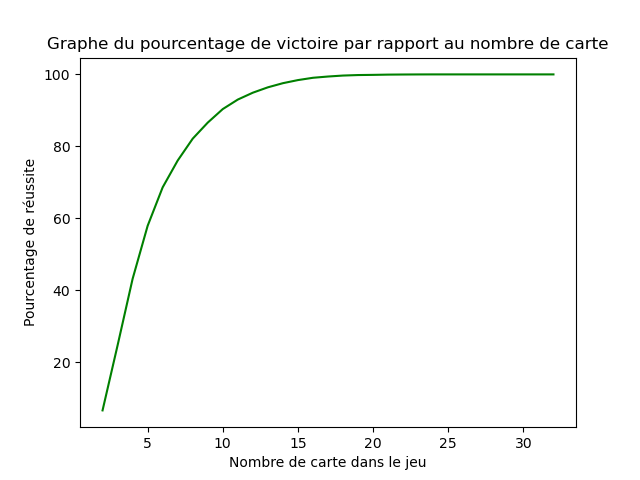 Graphe du pourcentage de victoire par rapport au nombre de carte
100
80
60
40
20
Pourcentage de réussite
5 10 15 20 25 30
Nombre de carte dans le jeu